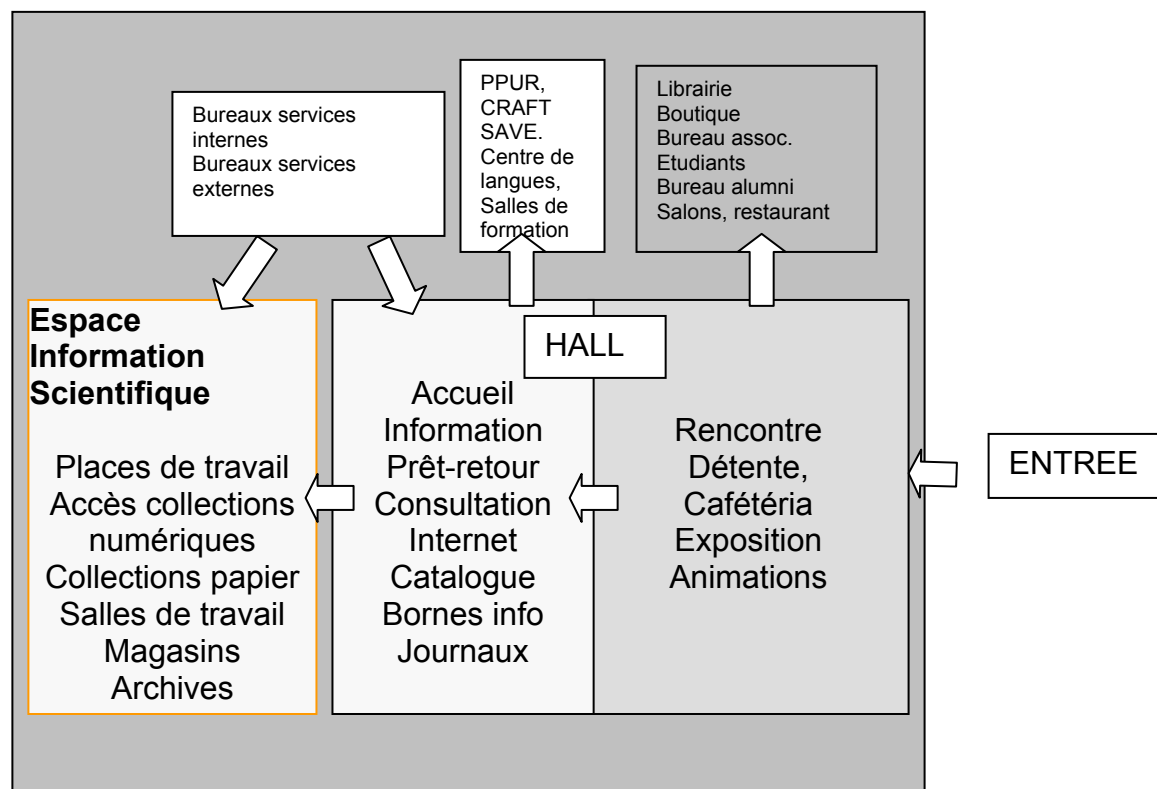 Bureaux services
internes
Bureaux services
externes
PPUR,
CRAFT
SAVE.
Centre de
langues,
Salles de
formation
Librairie
Boutique
Bureau assoc.
Etudiants
Bureau alumni
Salons, restaurant
Espace
Information
Scientifique
Places de travail
Accès collections
numériques
Collections papier
Salles de travail
Magasins
Archives
HALL
Accueil
Information
Prêt-retour
Consultation
Internet
Catalogue
Bornes info
Journaux
Rencontre
Détente,
Cafétéria
Exposition
Animations
ENTREE